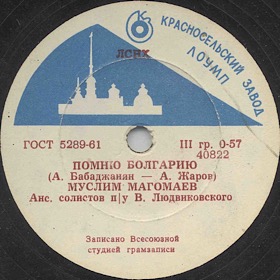 КРАСНОСЕЛЬСКИЙ ЗАВОД
ЛОУМП
ЛСНХ
ГОСТ 5289-61
III гр. 0-57
40822
ПОМНЮ БОЛГАРИЮ
(А. Бабаджанян — А. Жаров)
МУСЛИМ МАГОМАЕВ
Анс. солистов п/у В. Людвиковского
Записано Всесоюзной
студией грамзаписи